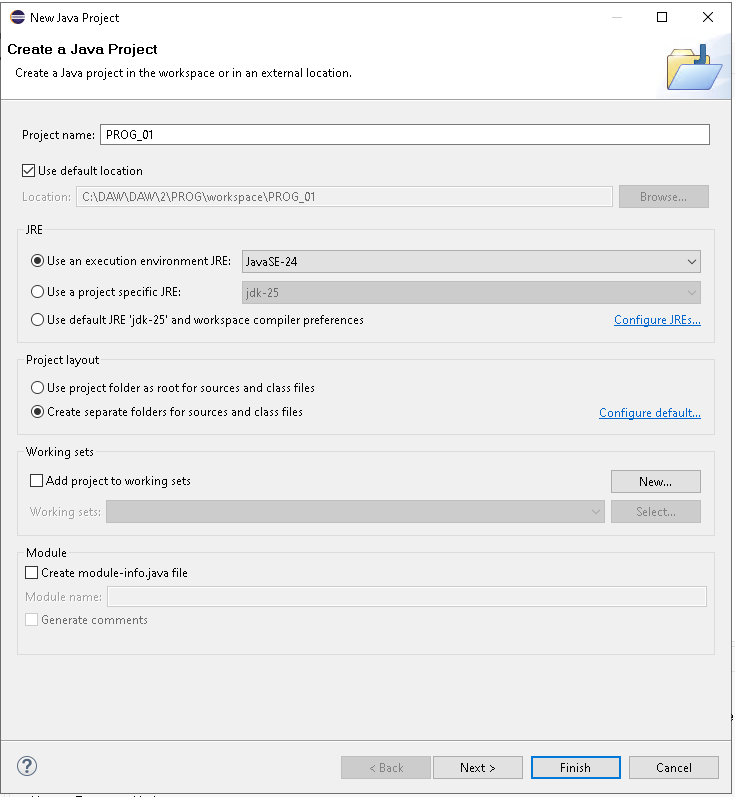 New Java Project
Create a Java Project
Create a Java project in the workspace or in an external location.
Project name: PROG_01
Use default location
Location: C:\DAW\DAW\2\PROG\workspace\PROG_01 Browse...
JRE
Use an execution environment JRE: JavaSE-24
Use a project specific JRE: jdk-25
Use default JRE 'jdk-25' and workspace compiler preferences Configure JREs...
Project layout
Use project folder as root for sources and class files
Create separate folders for sources and class files Configure default...
Working sets
Add project to working sets New...
Working sets: Select...
Module
Create module-info.java file
Module name:
Generate comments
? < Back Next > Finish Cancel